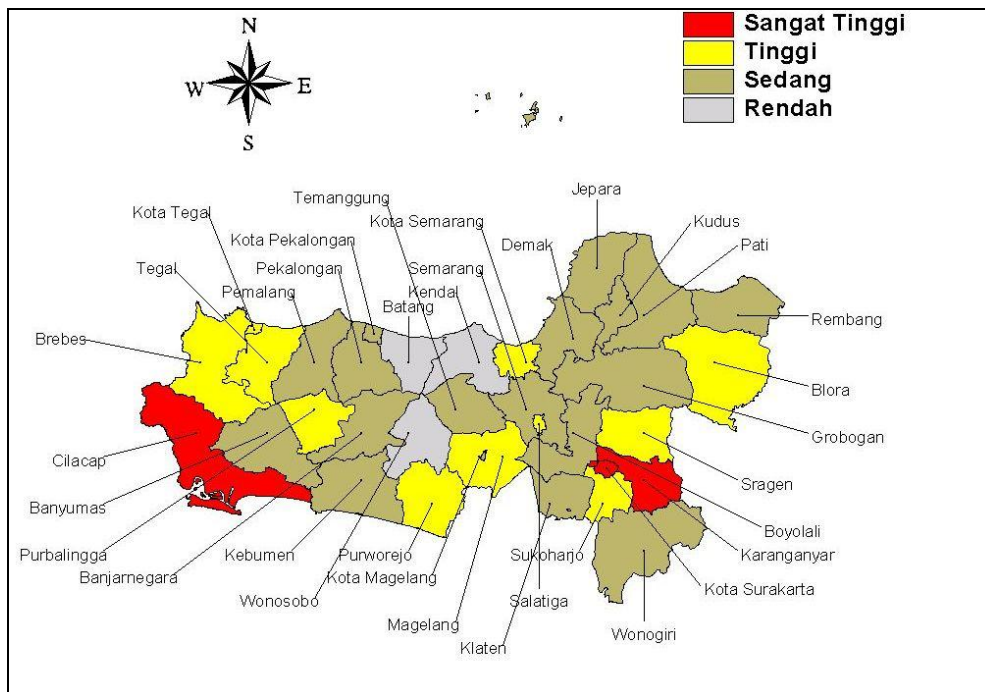 N
W E
S
Sangat Tinggi
Tinggi
Sedang
Rendah
Jepara
Temanggung
Kota Tegal
Kota Semarang
Kudus
Kota Pekalongan
Demak
Pati
Tegal
Pekalongan
Semarang
Pemalang
Kendal
Batang
Rembang
Brebes
Blora
Grobogan
Cilacap
Sragen
Banyumas
Boyolali
Purbalingga
Kebumen
Purworejo
Sukoharjo
Karanganyar
Banjarnegara
Kota Magelang
Wonosobo
Salatiga
Kota Surakarta
Magelang
Wonogiri
Klaten